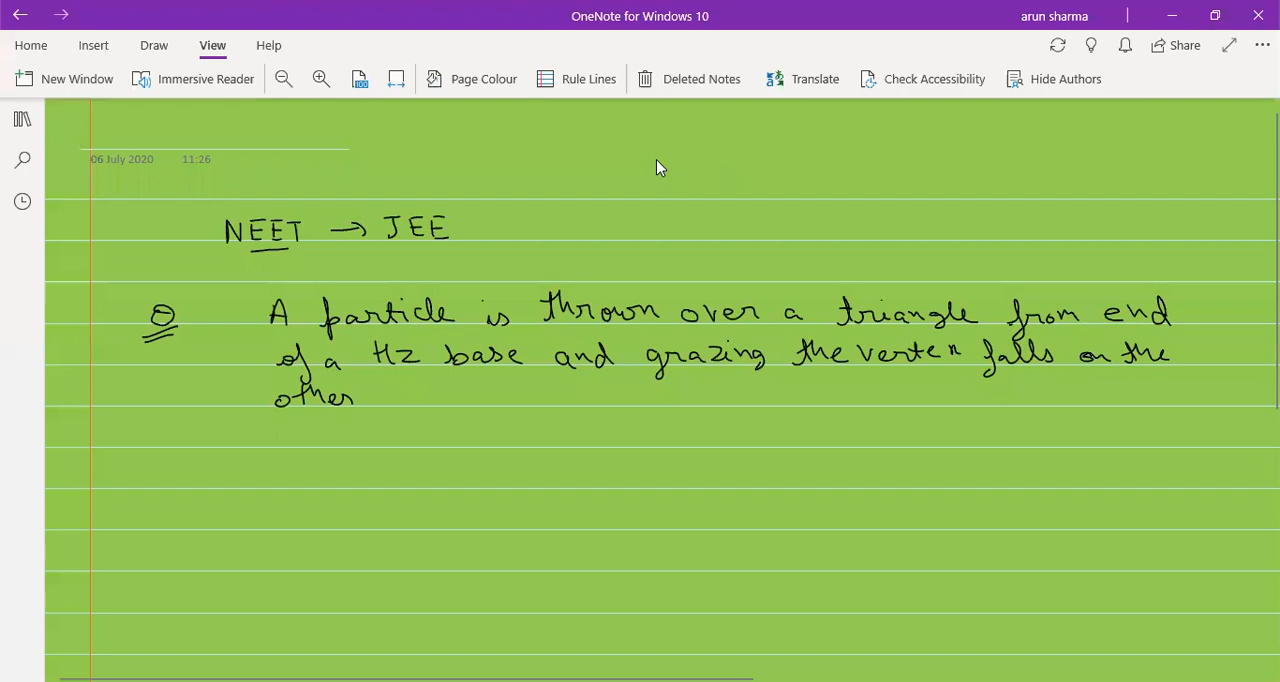 OneNote for Windows 10
arun sharma
Home Insert Draw View Help
Share
New Window Immersive Reader
100
Page Colour Rule Lines Deleted Notes Translate Check Accessibility Hide Authors
06 July 2020 11:26
NEET → JEE
Q A particle is thrown over a triangle from end
of a Hz base and grazing the vertex falls on the
other